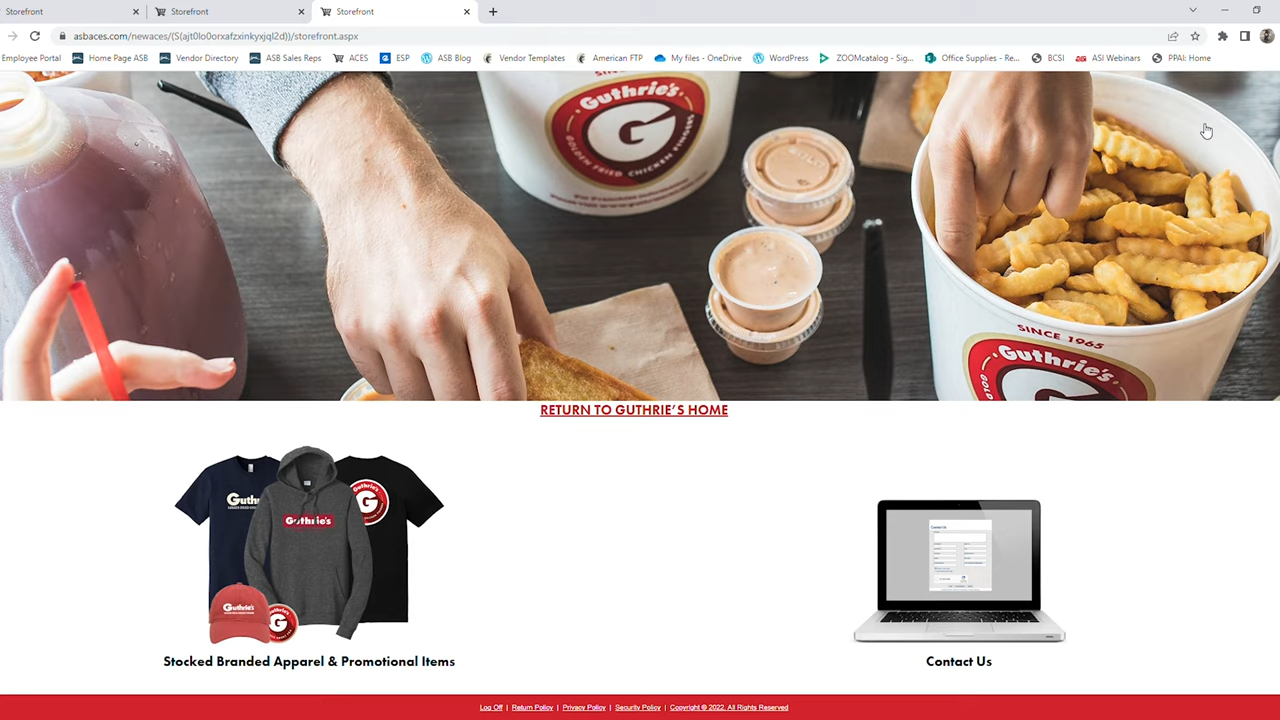 Storefront
Storefront
Storefront
asbaces.com/newaces/(S(ajt0lo0orxafzxinkyxjql2d))/storefront.aspx
Employee Portal
Home Page ASB
Vendor Directory
ASB Sales Reps
ACES
ESP
ASB Blog
Vendor Templates
American FTP
My files - OneDrive
WordPress
ZOOMcatalog - Sig...
Office Supplies - Re...
BCSI
ASI Webinars
PPAI: Home
Guthrie's
G
GOLDEN FRIED CHICKEN FINGERS
SINCE 1965
Guthrie's
RETURN TO GUTHRIE'S HOME
Guthrie's
G
Guthrie's
Guthrie's
G
Contact Us
Stocked Branded Apparel & Promotional Items
Contact Us
Log Off | Return Policy | Privacy Policy | Security Policy | Copyright © 2022. All Rights Reserved